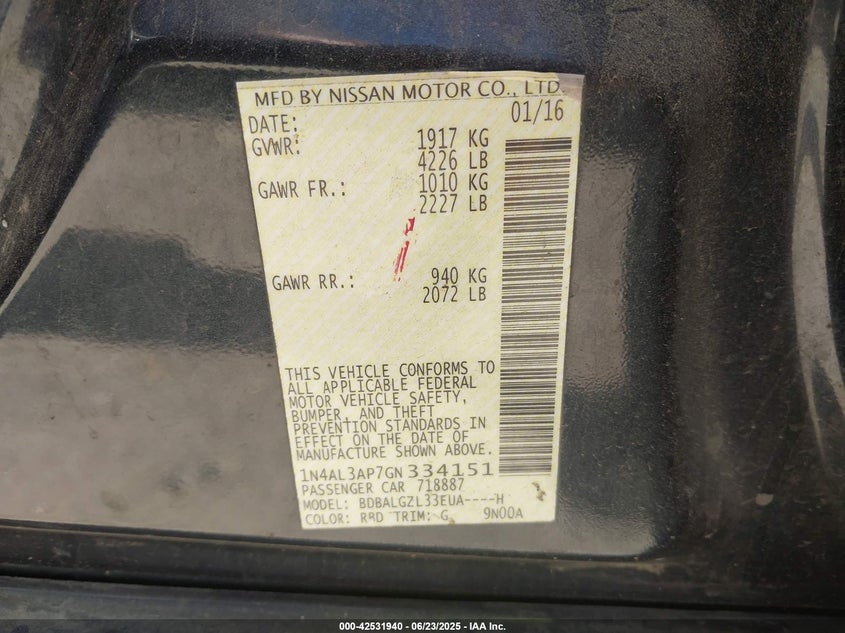 MFD BY NISSAN MOTOR CO., LTD.
DATE: 01/16
GVWR: 1917 KG
4226 LB
GAWR FR.: 1010 KG
2227 LB
GAWR RR.: 940 KG
2072 LB
THIS VEHICLE CONFORMS TO
ALL APPLICABLE FEDERAL
MOTOR VEHICLE SAFETY,
BUMPER, AND THEFT
PREVENTION STANDARDS IN
EFFECT ON THE DATE OF
MANUFACTURE SHOWN ABOVE.
1N4AL3AP7GN334151
PASSENGER CAR 718887
MODEL: BDBALGZL33EUA----H
COLOR: RBD TRIM: G 9N00A
000-42531940 - 06/23/2025 - IAA Inc.